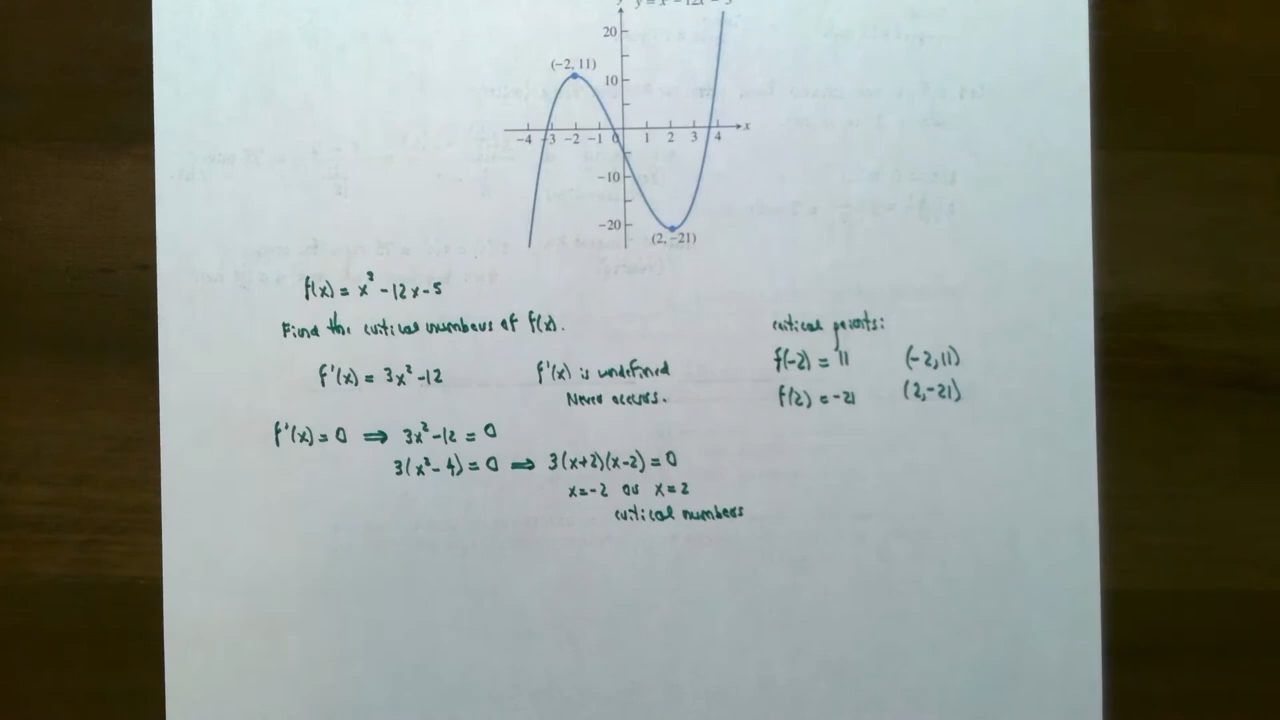 20
(−2, 11)
10
−4 −3 −2 −1 0 1 2 3 4 x
−10
−20
(2, −21)
f(x) = x³ - 12x - 5
Find the critical numbers of f(x).
f'(x) = 3x² - 12
f'(x) is undefined
Never occurs.
f'(x) = 0 ⟹ 3x² - 12 = 0
3(x² - 4) = 0 ⟹ 3(x+2)(x-2) = 0
x = -2 or x = 2
critical numbers
critical points:
f(-2) = 11 (-2, 11)
f(2) = -21 (2, -21)